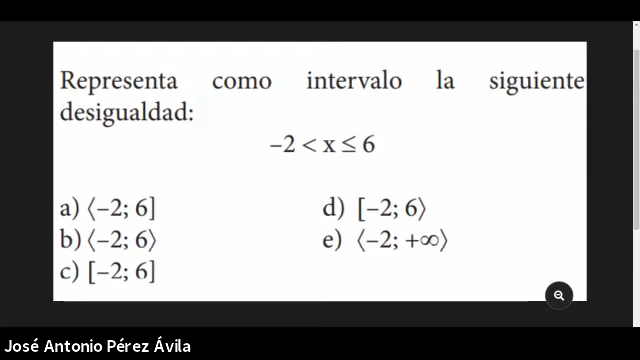 Representa como intervalo la siguiente
desigualdad:
–2 < x ≤ 6
a) ⟨–2; 6]
b) ⟨–2; 6⟩
c) [–2; 6]
d) [–2; 6⟩
e) ⟨–2; +∞⟩
José Antonio Pérez Ávila